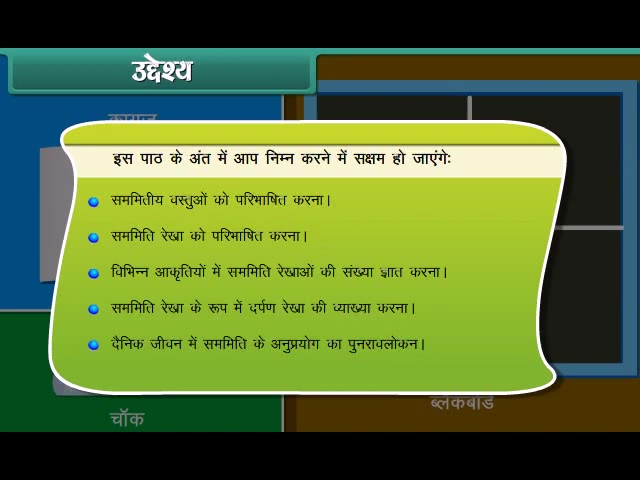 उद्देश्य
कागज़
इस पाठ के अंत में आप निम्न करने में सक्षम हो जाएंगेः
सममितीय वस्तुओं को परिभाषित करना।
सममिति रेखा को परिभाषित करना।
विभिन्न आकृतियों में सममिति रेखाओं की संख्या ज्ञात करना।
सममिति रेखा के रूप में दर्पण रेखा की व्याख्या करना।
दैनिक जीवन में सममिति के अनुप्रयोग का पुनरावलोकन।
ब्लैकबोर्ड
चॉक